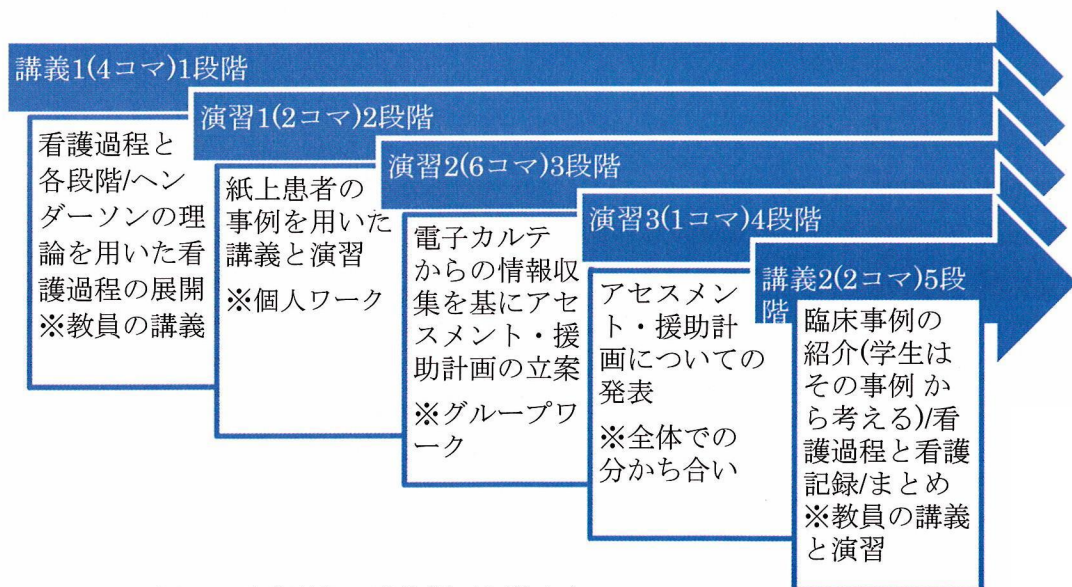 講義1(4コマ)1段階
看護過程と
各段階/ヘン
ダーソンの理
論を用いた看
護過程の展開
※教員の講義
演習1(2コマ)2段階
紙上患者の
事例を用いた
講義と演習
※個人ワーク
演習2(6コマ)3段階
電子カルテ
からの情報収
集を基にアセ
スメント・援
助計画の立案
※グループワ
ーク
演習3(1コマ)4段階
アセスメン
ト・援助計
画についての
発表
※全体での
分かち合い
講義2(2コマ)5段
階
臨床事例の
紹介(学生は
その事例 か
ら考える)/看
護過程と看護
記録/まとめ
※教員の講義
と演習